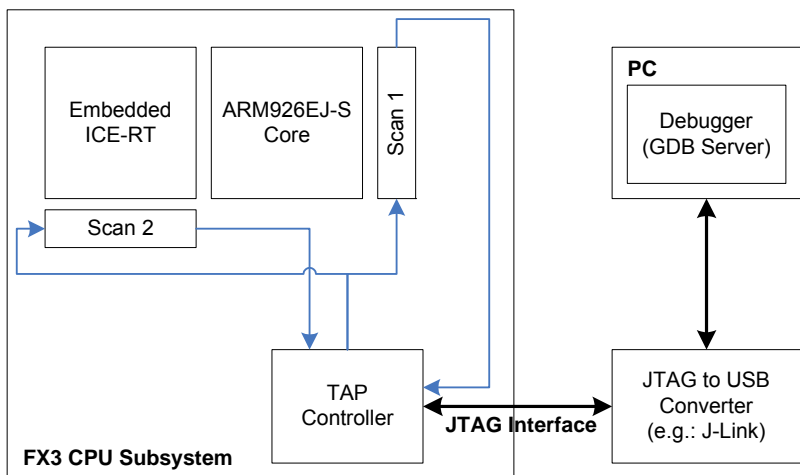 Embedded
ICE-RT
ARM926EJ-S
Core
Scan 1
Scan 2
TAP
Controller
FX3 CPU Subsystem
JTAG Interface
PC
Debugger
(GDB Server)
JTAG to USB
Converter
(e.g.: J-Link)